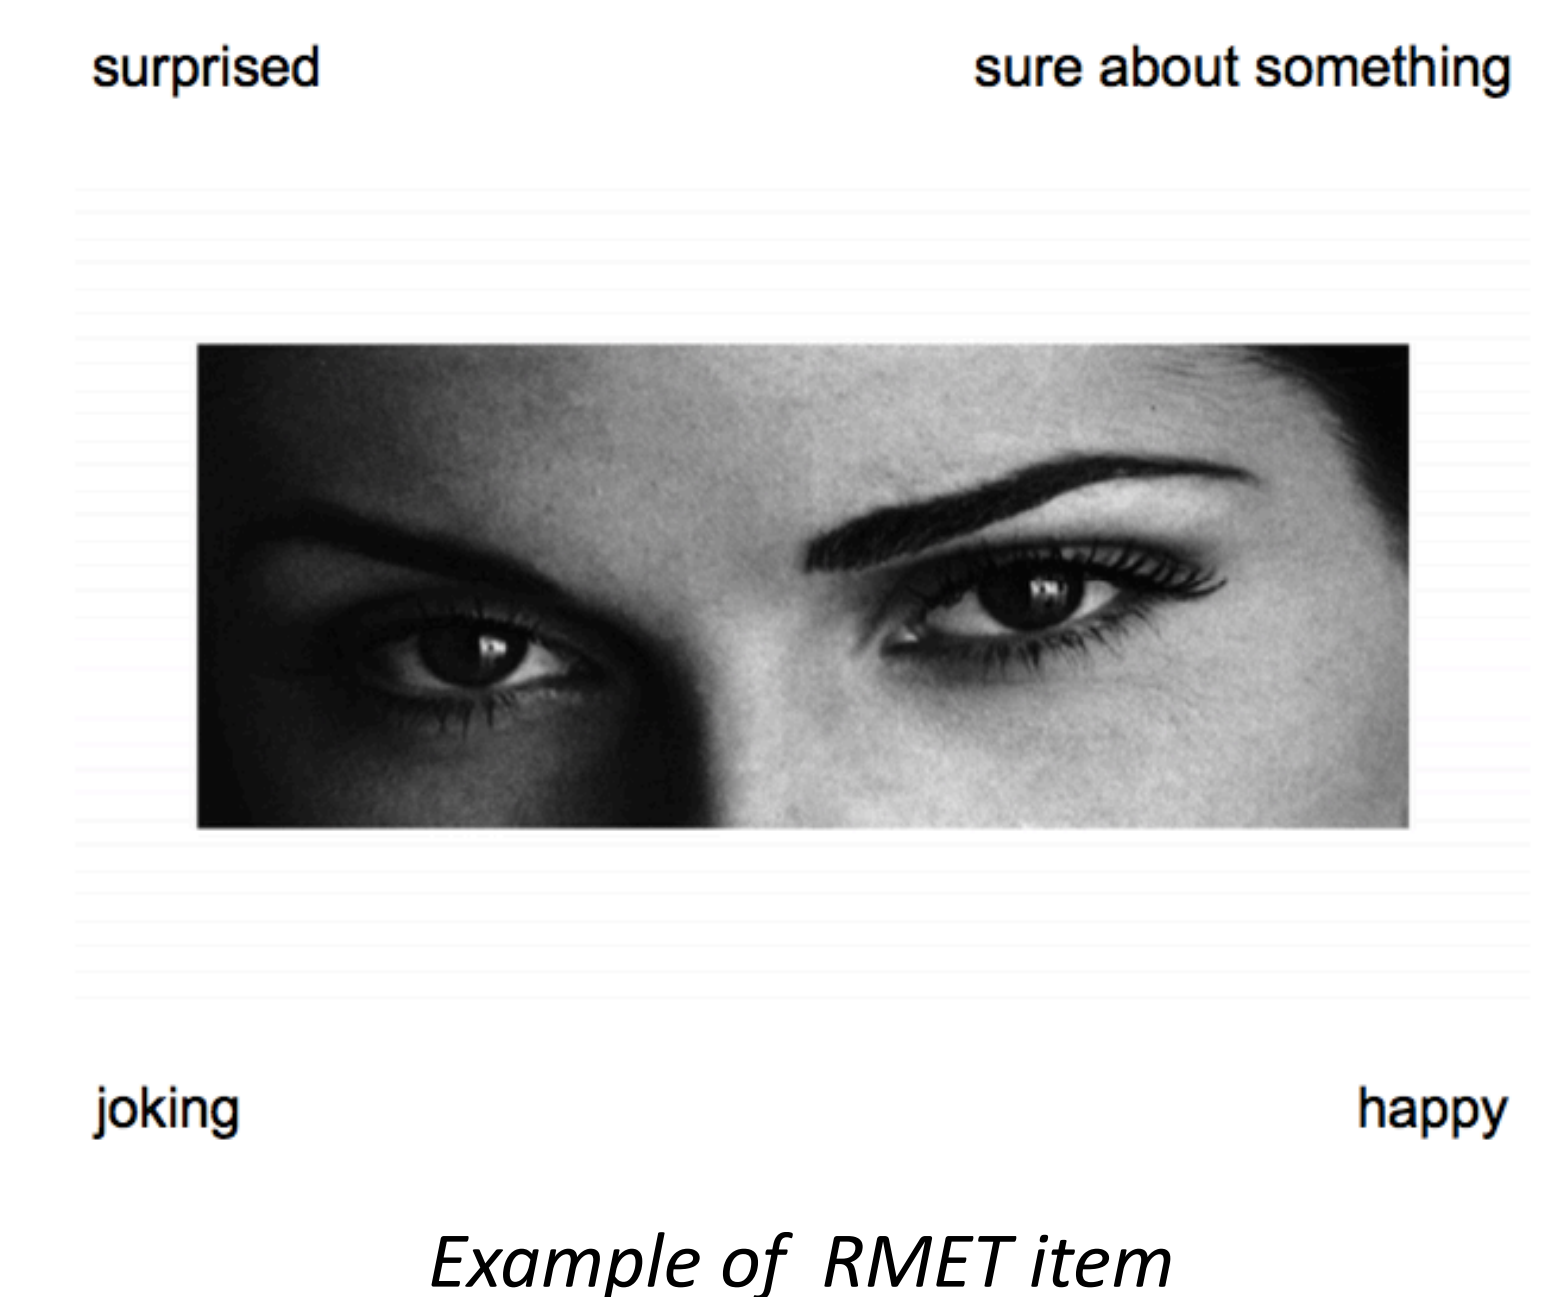 surprised
sure about something
joking
happy
Example of  RMET item